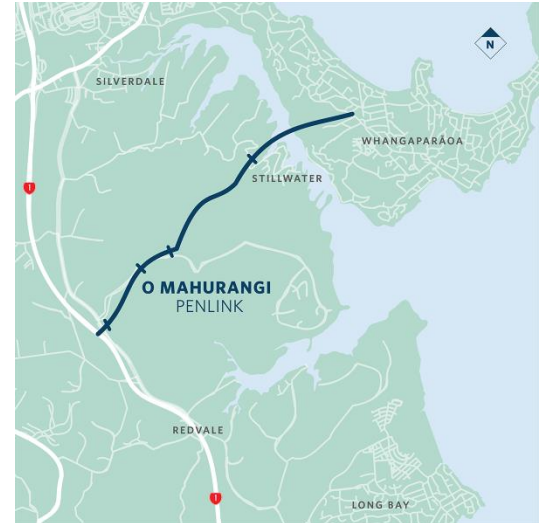 N
SILVERDALE
WHANGAPARĀOA
STILLWATER
1
O MAHURANGI
PENLINK
REDVALE
1
LONG BAY